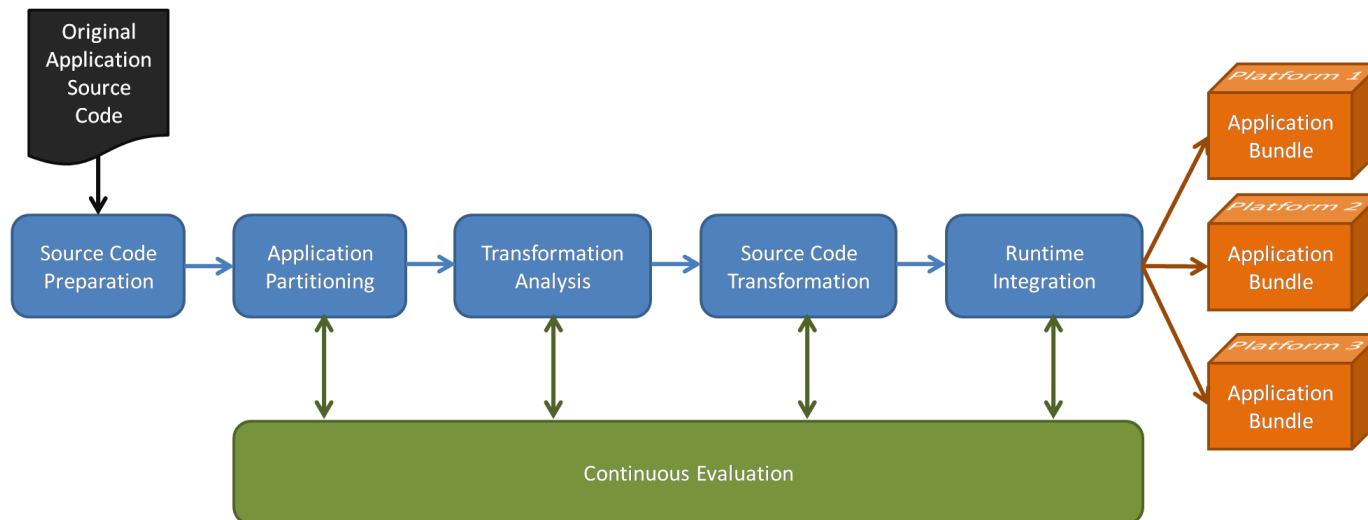 Original
Application
Source
Code
Source Code
Preparation
Application
Partitioning
Transformation
Analysis
Source Code
Transformation
Runtime
Integration
Platform 1
Application
Bundle
Platform 2
Application
Bundle
Platform 3
Application
Bundle
Continuous Evaluation